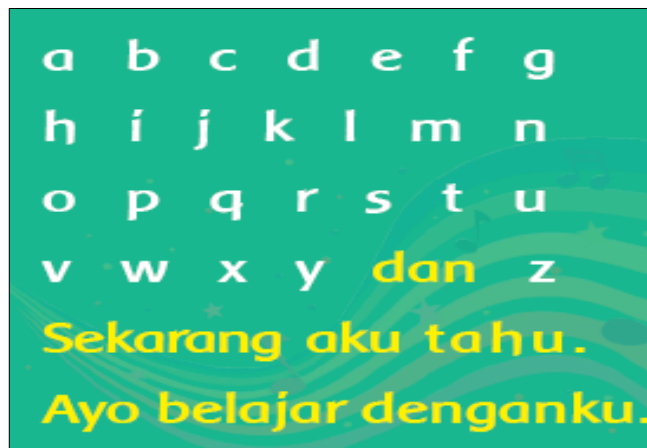 a b c d e f g
h i j k l m n
o p q r s t u
v w x y dan z
Sekarang aku tahu.
Ayo belajar denganku.